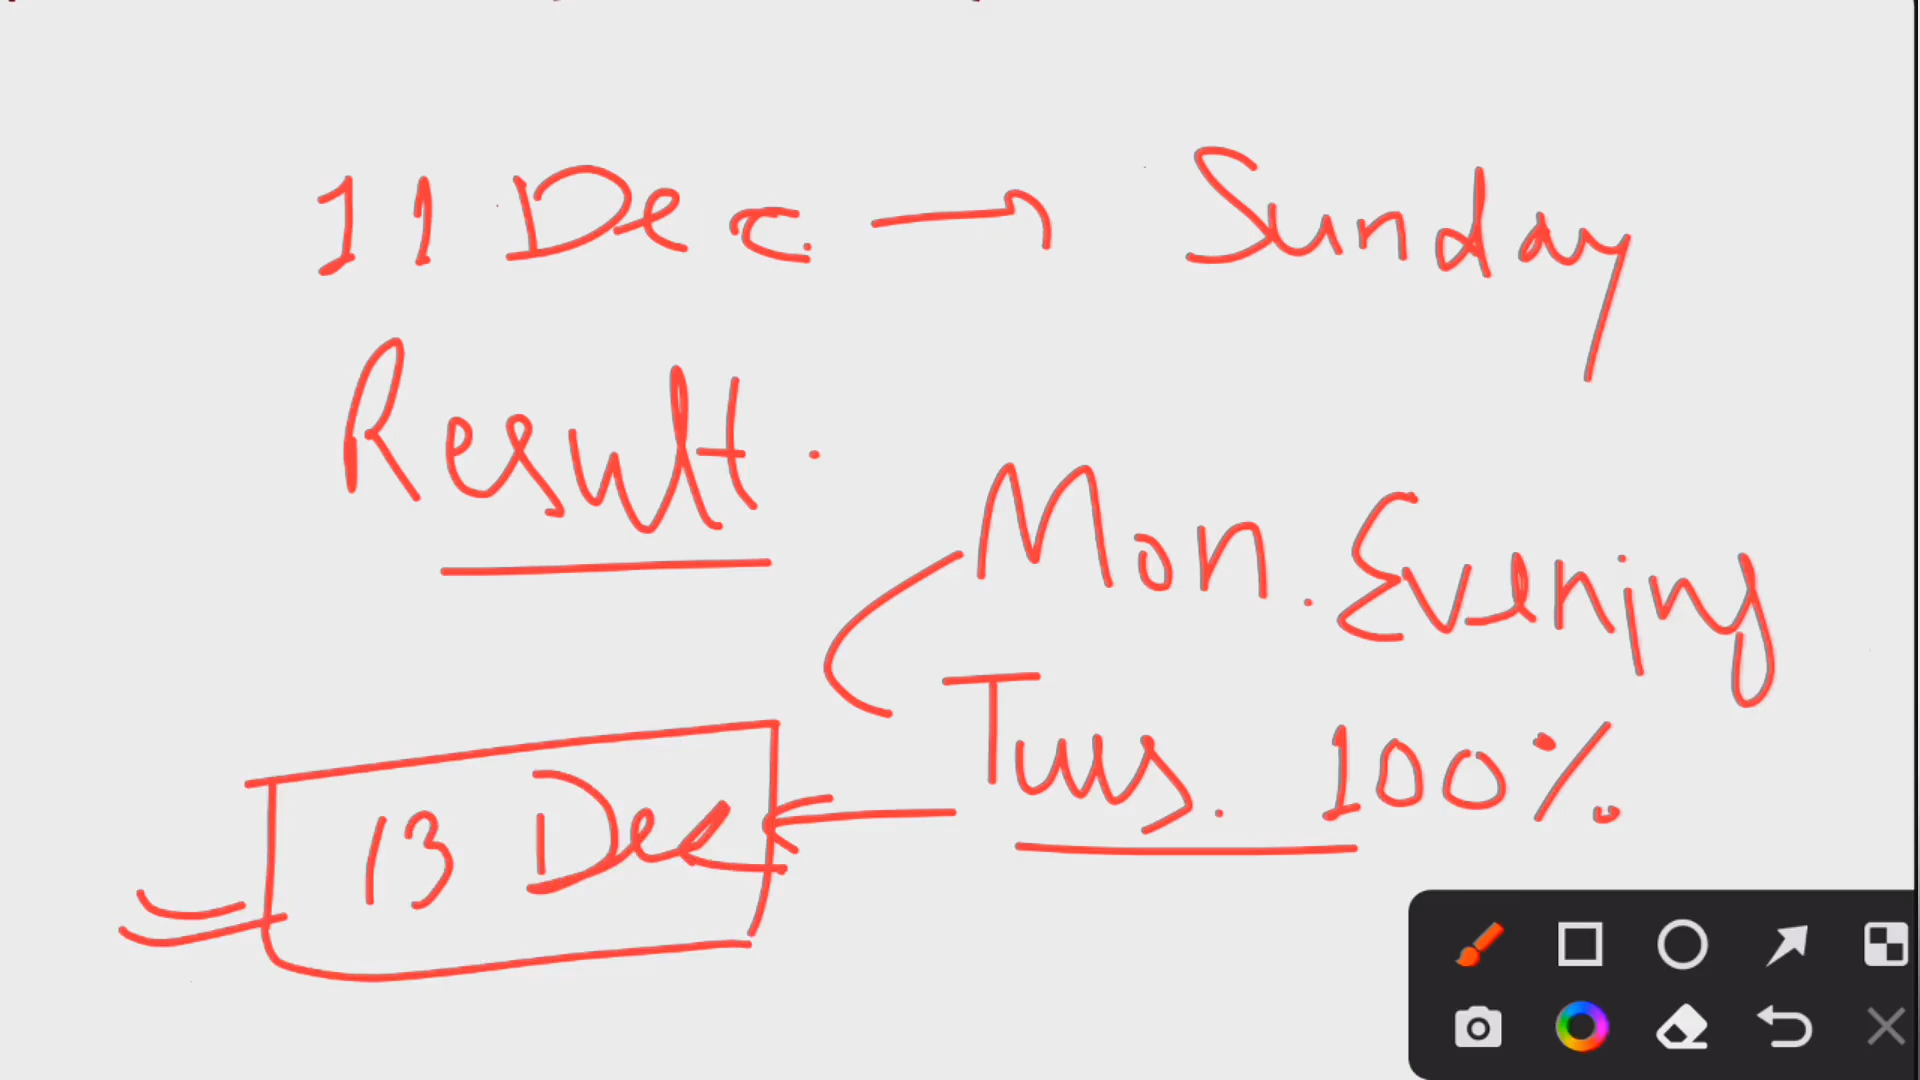 11 Dec. → Sunday
Result.
Mon. Evening
Tues. 100%
13 Dec